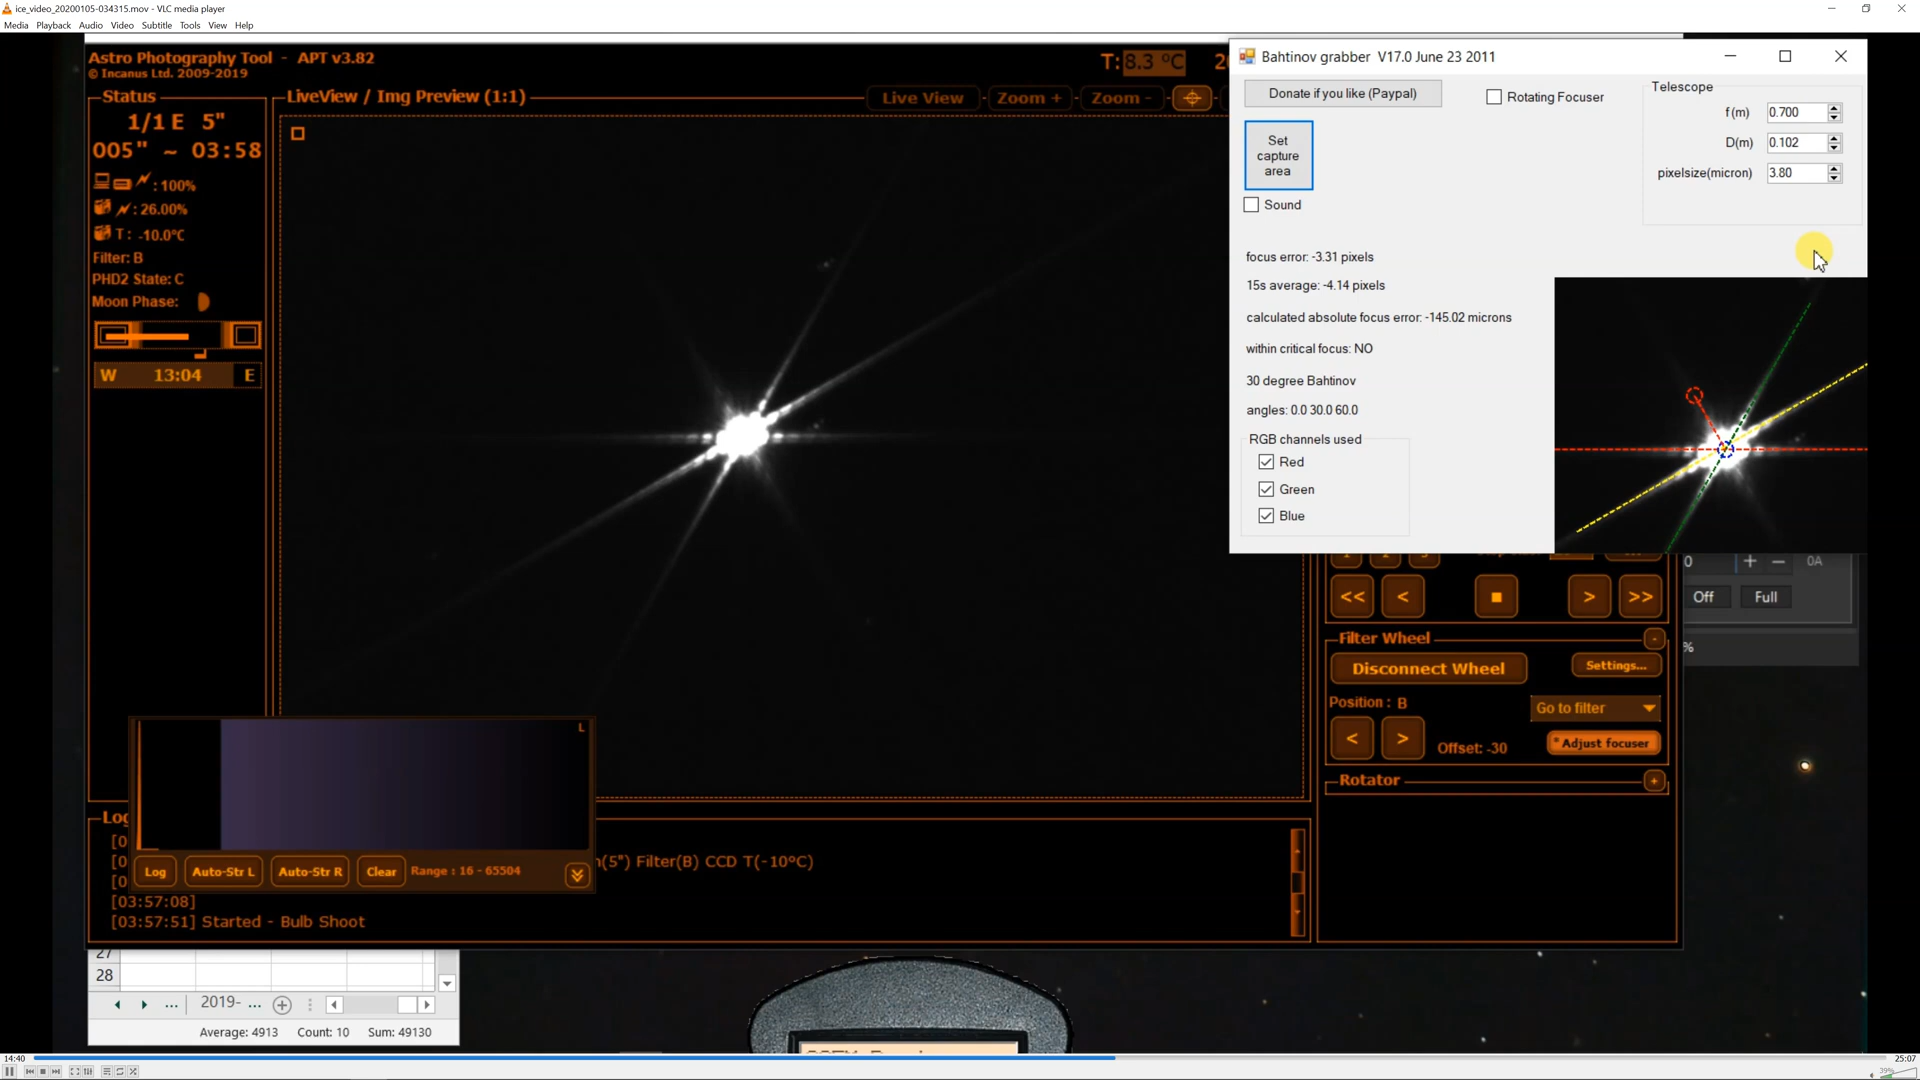 ice_video_20200105-034315.mov - VLC media player
Media Playback Audio Video Subtitle Tools View Help
Astro Photography Tool - APT v3.82
© Incanus Ltd. 2009-2019
T: 8.3 ºC
Status
1/1 E 5"
005" ~ 03:58
: 100%
: 26.00%
T: -10.0ºC
Filter: B
PHD2 State: C
Moon Phase:
W 13:04 E
LiveView / Img Preview (1:1)
Live View
Zoom +
Zoom -
Bahtinov grabber V17.0 June 23 2011
Donate if you like (Paypal)
Rotating Focuser
Set
capture
area
Sound
Telescope
f(m) 0.700
D(m) 0.102
pixelsize(micron) 3.80
focus error: -3.31 pixels
15s average: -4.14 pixels
calculated absolute focus error: -145.02 microns
within critical focus: NO
30 degree Bahtinov
angles: 0.0 30.0 60.0
RGB channels used
Red
Green
Blue
<< < > >>
0 + − 0A
Off Full
%
Filter Wheel -
Disconnect Wheel
Settings...
Position : B
Go to filter
< >
Offset: -30
*Adjust focuser
Rotator +
L
Log
Auto-Str L
Auto-Str R
Clear
Range : 16 - 65504
(5") Filter(B) CCD T(-10ºC)
[03:57:08]
[03:57:51] Started - Bulb Shoot
27
28
... 2019- ...
Average: 4913 Count: 10 Sum: 49130
14:40
25:07
39%